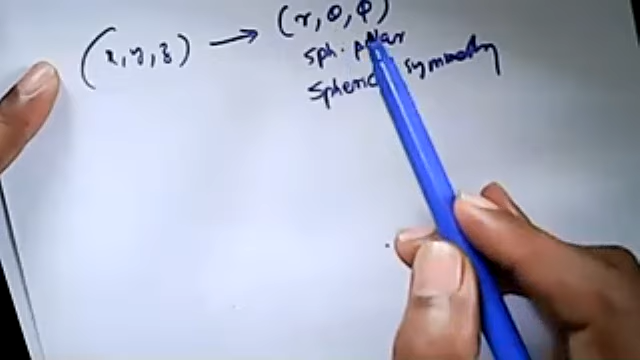 (x, y, z) → (r, θ, φ)
sph. polar
Spherical symmetry